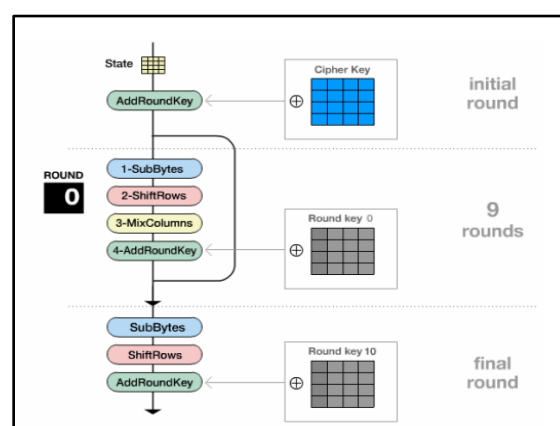 State
Cipher Key
AddRoundKey
⊕
initial
round
ROUND
0
1-SubBytes
2-ShiftRows
3-MixColumns
4-AddRoundKey
Round key 0
⊕
9
rounds
SubBytes
ShiftRows
AddRoundKey
Round key 10
⊕
final
round